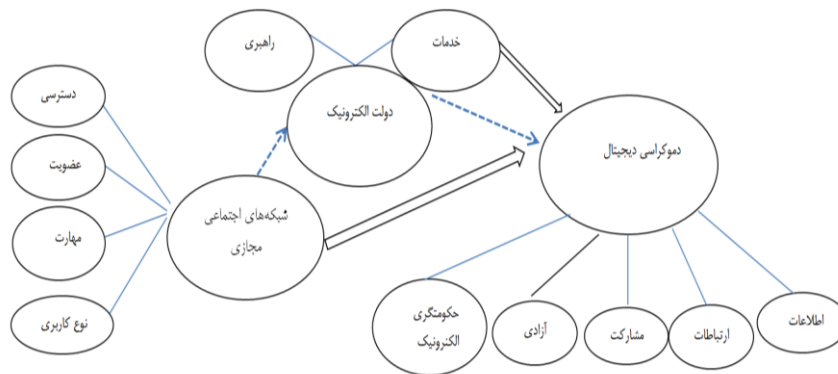 راهبری
خدمات
دسترسی
دولت الکترونیک
دموکراسی دیجیتال
عضویت
شبکه‌های اجتماعی
مجازی
مهارت
نوع کاربری
حکومتگری
الکترونیک
آزادی
مشارکت
ارتباطات
اطلاعات